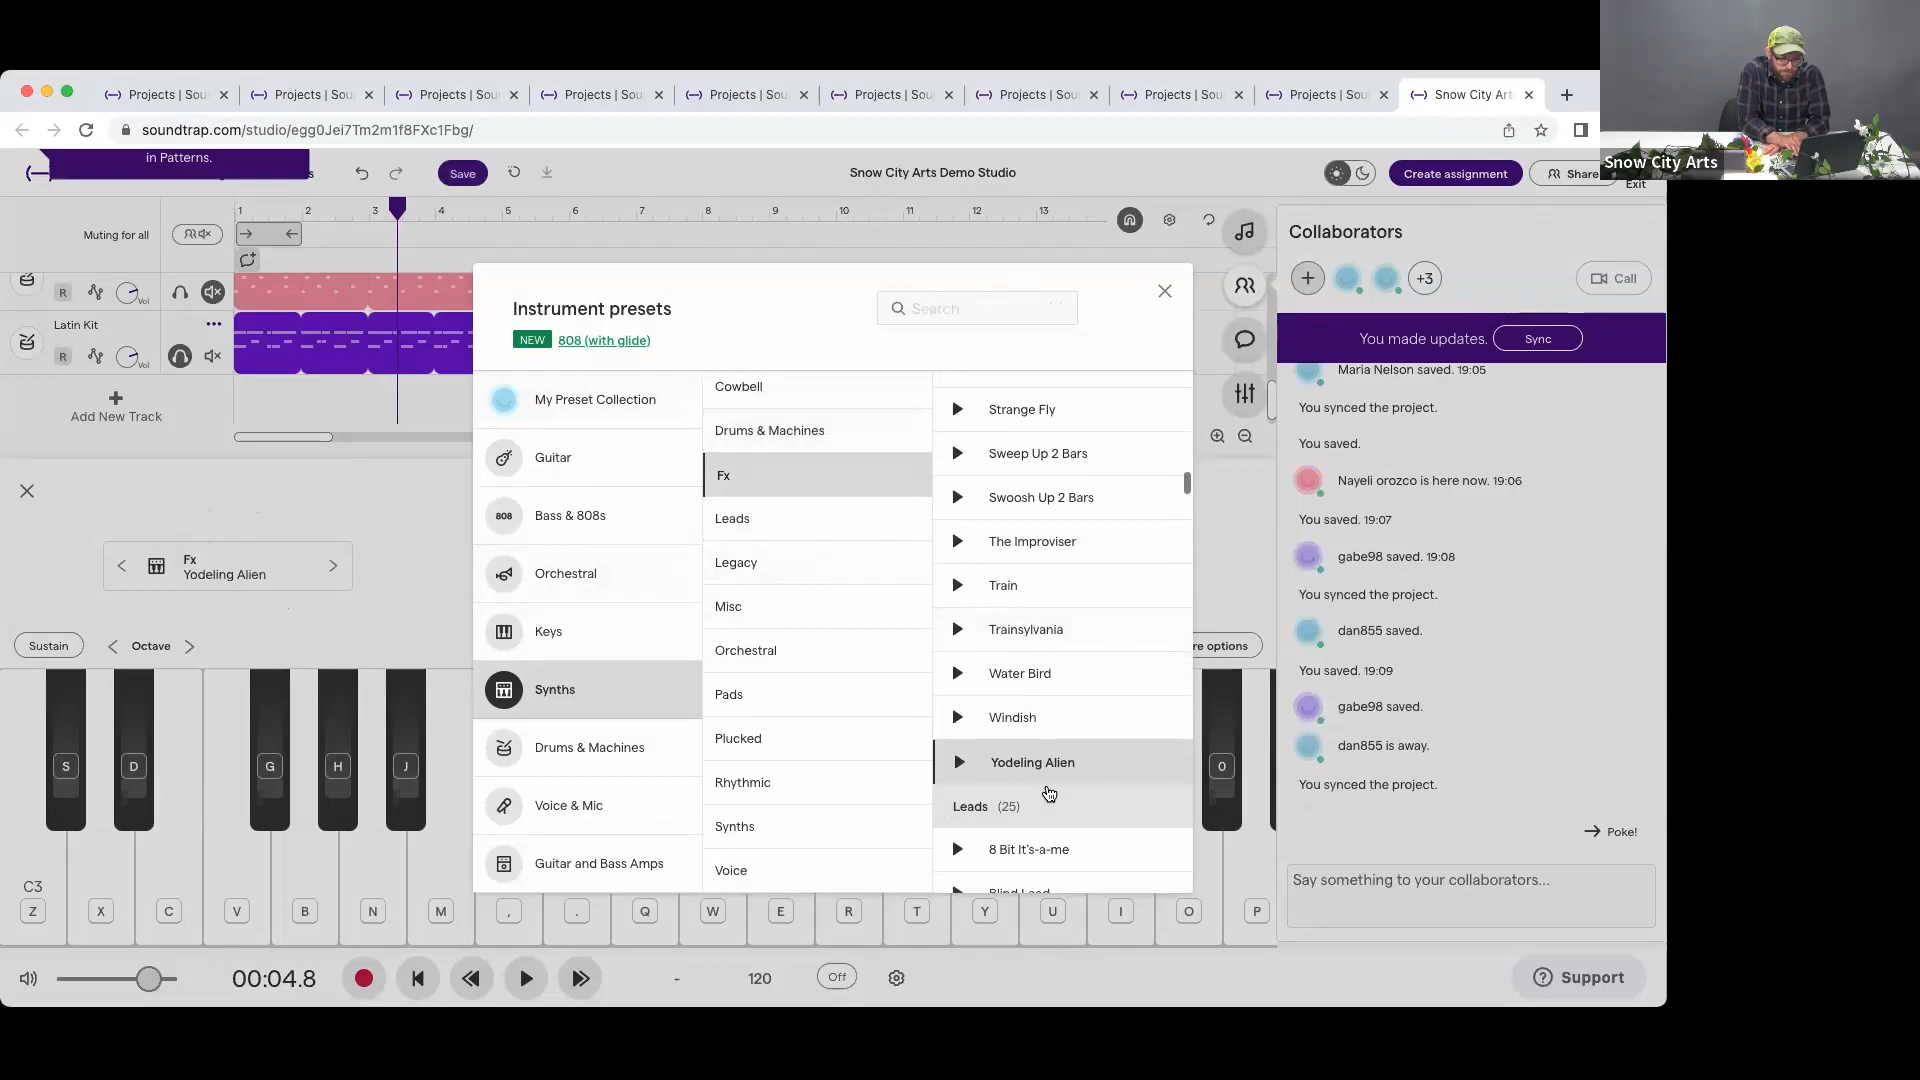 Projects | Sou
Projects | Sou
Projects | Sou
Projects | Sou
Projects | Sou
Projects | Sou
Projects | Sou
Projects | Sou
Projects | Sou
Snow City Art
soundtrap.com/studio/egg0Jei7Tm2m1f8FXc1Fbg/
Snow City Arts
in Patterns.
Save
Snow City Arts Demo Studio
Create assignment
Share
Exit
1 2 3 4 5 6 7 8 9 10 11 12 13
Muting for all
R
Vol
Latin Kit
R
Vol
Add New Track
Fx
Yodeling Alien
Sustain
Octave
re options
Instrument presets
Search
NEW 808 (with glide)
My Preset Collection
Guitar
808 Bass & 808s
Orchestral
Keys
Synths
Drums & Machines
Voice & Mic
Guitar and Bass Amps
Cowbell
Drums & Machines
Fx
Leads
Legacy
Misc
Orchestral
Pads
Plucked
Rhythmic
Synths
Voice
Strange Fly
Sweep Up 2 Bars
Swoosh Up 2 Bars
The Improviser
Train
Trainsylvania
Water Bird
Windish
Yodeling Alien
Leads (25)
8 Bit It's-a-me
Blind Lead
Collaborators
+3
Call
You made updates. Sync
Maria Nelson saved. 19:05
You synced the project.
You saved.
Nayeli orozco is here now. 19:06
You saved. 19:07
gabe98 saved. 19:08
You synced the project.
dan855 saved.
You saved. 19:09
gabe98 saved.
dan855 is away.
You synced the project.
Poke!
Say something to your collaborators...
S D G H J 0
C3
Z X C V B N M , . Q W E R T Y U I O P
00:04.8
-
120
Off
Support